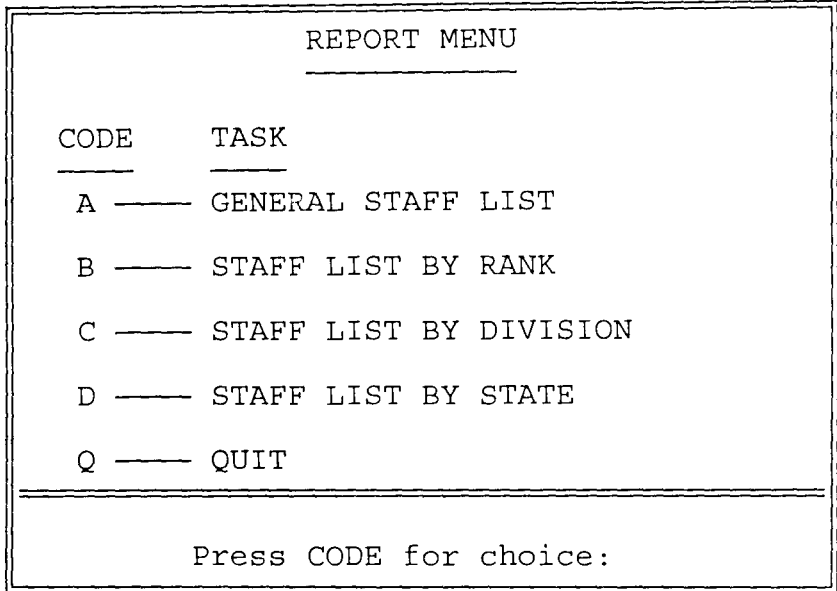 REPORT MENU
CODE TASK
A —— GENERAL STAFF LIST
B —— STAFF LIST BY RANK
C —— STAFF LIST BY DIVISION
D —— STAFF LIST BY STATE
Q —— QUIT
Press CODE for choice: